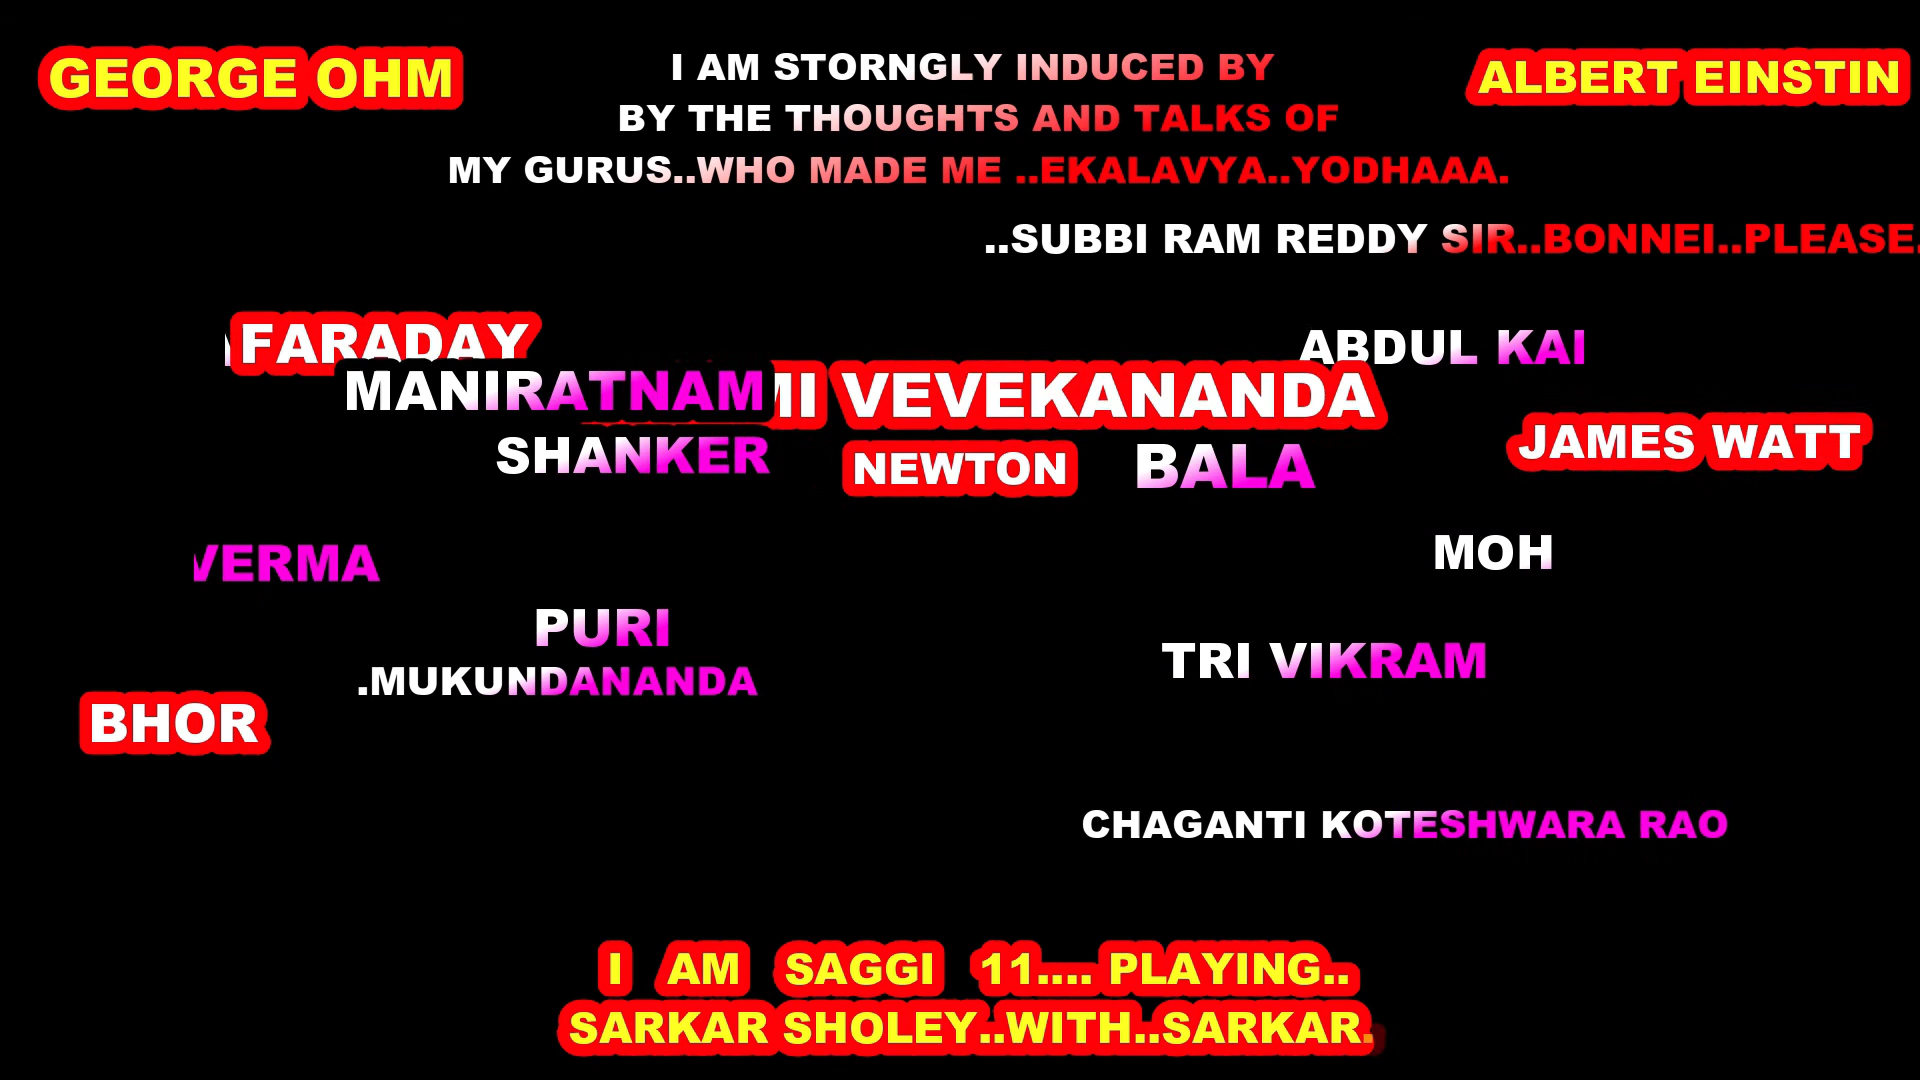 GEORGE OHM
I AM STORNGLY INDUCED BY
BY THE THOUGHTS AND TALKS OF
MY GURUS..WHO MADE ME ..EKALAVYA..YODHAAA.
ALBERT EINSTIN
..SUBBI RAM REDDY SIR..BONNEI..PLEASE.
FARADAY
ABDUL KAI
MANIRATNAM
MI VEVEKANANDA
SHANKER
NEWTON
BALA
JAMES WATT
VERMA
MOH
PURI
TRI VIKRAM
.MUKUNDANANDA
BHOR
CHAGANTI KOTESHWARA RAO
I AM SAGGI 11.... PLAYING..
SARKAR SHOLEY..WITH..SARKAR.